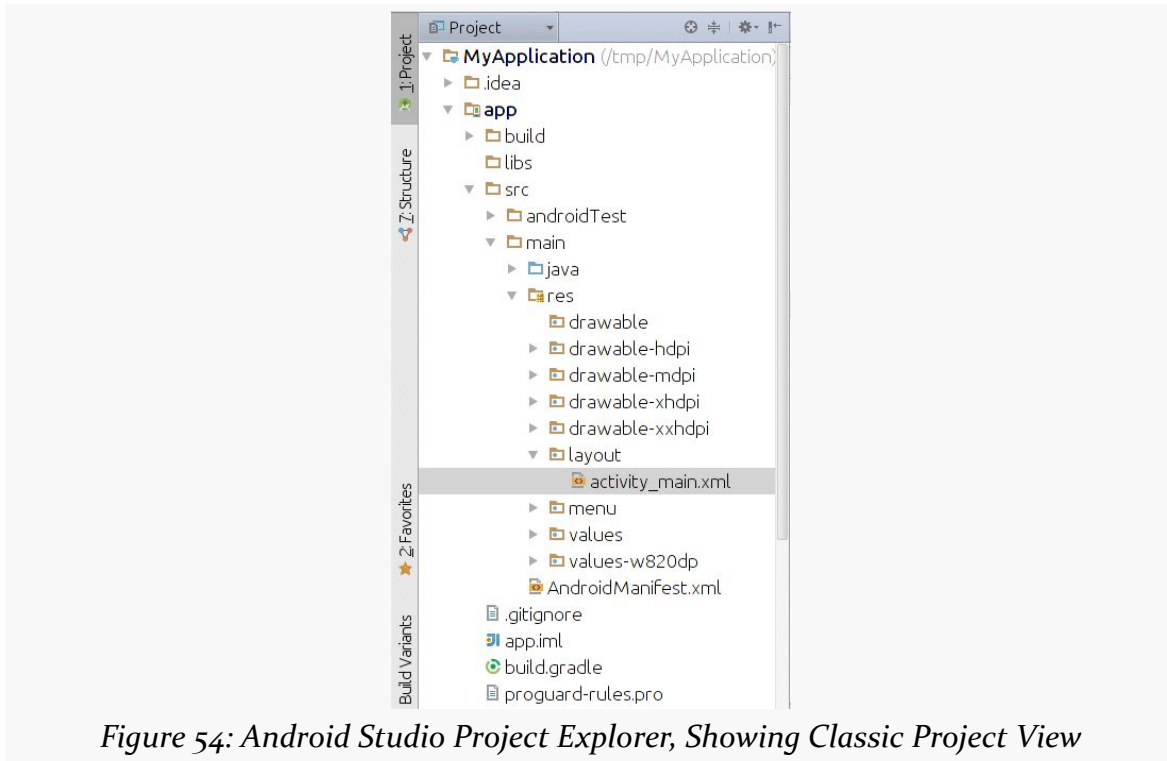 Project
MyApplication (/tmp/MyApplication)
.idea
app
build
libs
src
androidTest
main
java
res
drawable
drawable-hdpi
drawable-mdpi
drawable-xhdpi
drawable-xxhdpi
layout
activity_main.xml
menu
values
values-w820dp
AndroidManifest.xml
.gitignore
app.iml
build.gradle
proguard-rules.pro
1: Project
7: Structure
2: Favorites
Build Variants
Figure 54: Android Studio Project Explorer, Showing Classic Project View